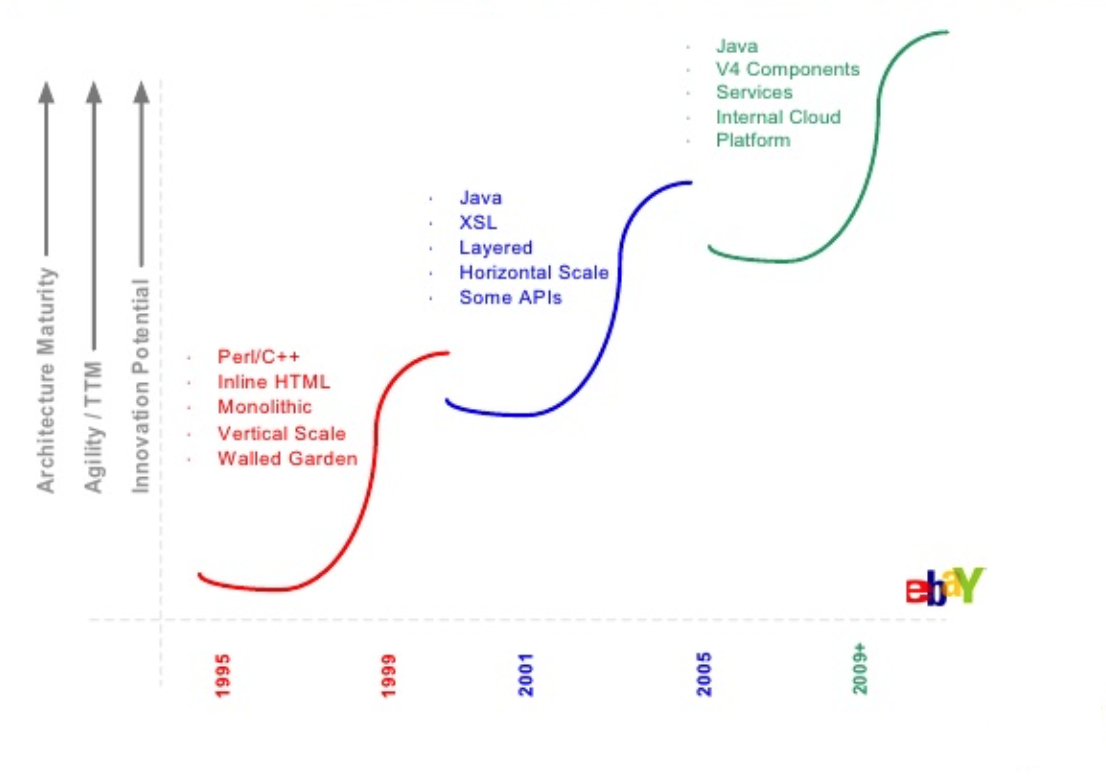 Architecture Maturity
Agility / TTM
Innovation Potential
· Perl/C++
· Inline HTML
· Monolithic
· Vertical Scale
· Walled Garden
· Java
· XSL
· Layered
· Horizontal Scale
· Some APIs
· Java
· V4 Components
· Services
· Internal Cloud
· Platform
ebaY
1995
1999
2001
2005
2009+